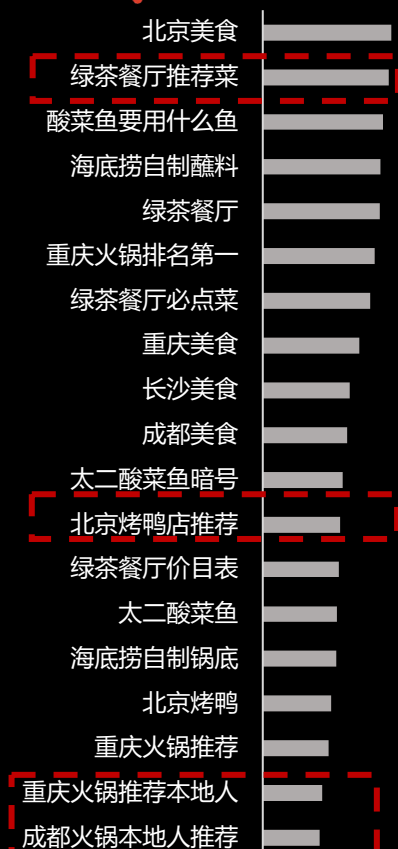 北京美食
绿茶餐厅推荐菜
酸菜鱼要用什么鱼
海底捞自制蘸料
绿茶餐厅
重庆火锅排名第一
绿茶餐厅必点菜
重庆美食
长沙美食
成都美食
太二酸菜鱼暗号
北京烤鸭店推荐
绿茶餐厅价目表
太二酸菜鱼
海底捞自制锅底
北京烤鸭
重庆火锅推荐
重庆火锅推荐本地人
成都火锅本地人推荐